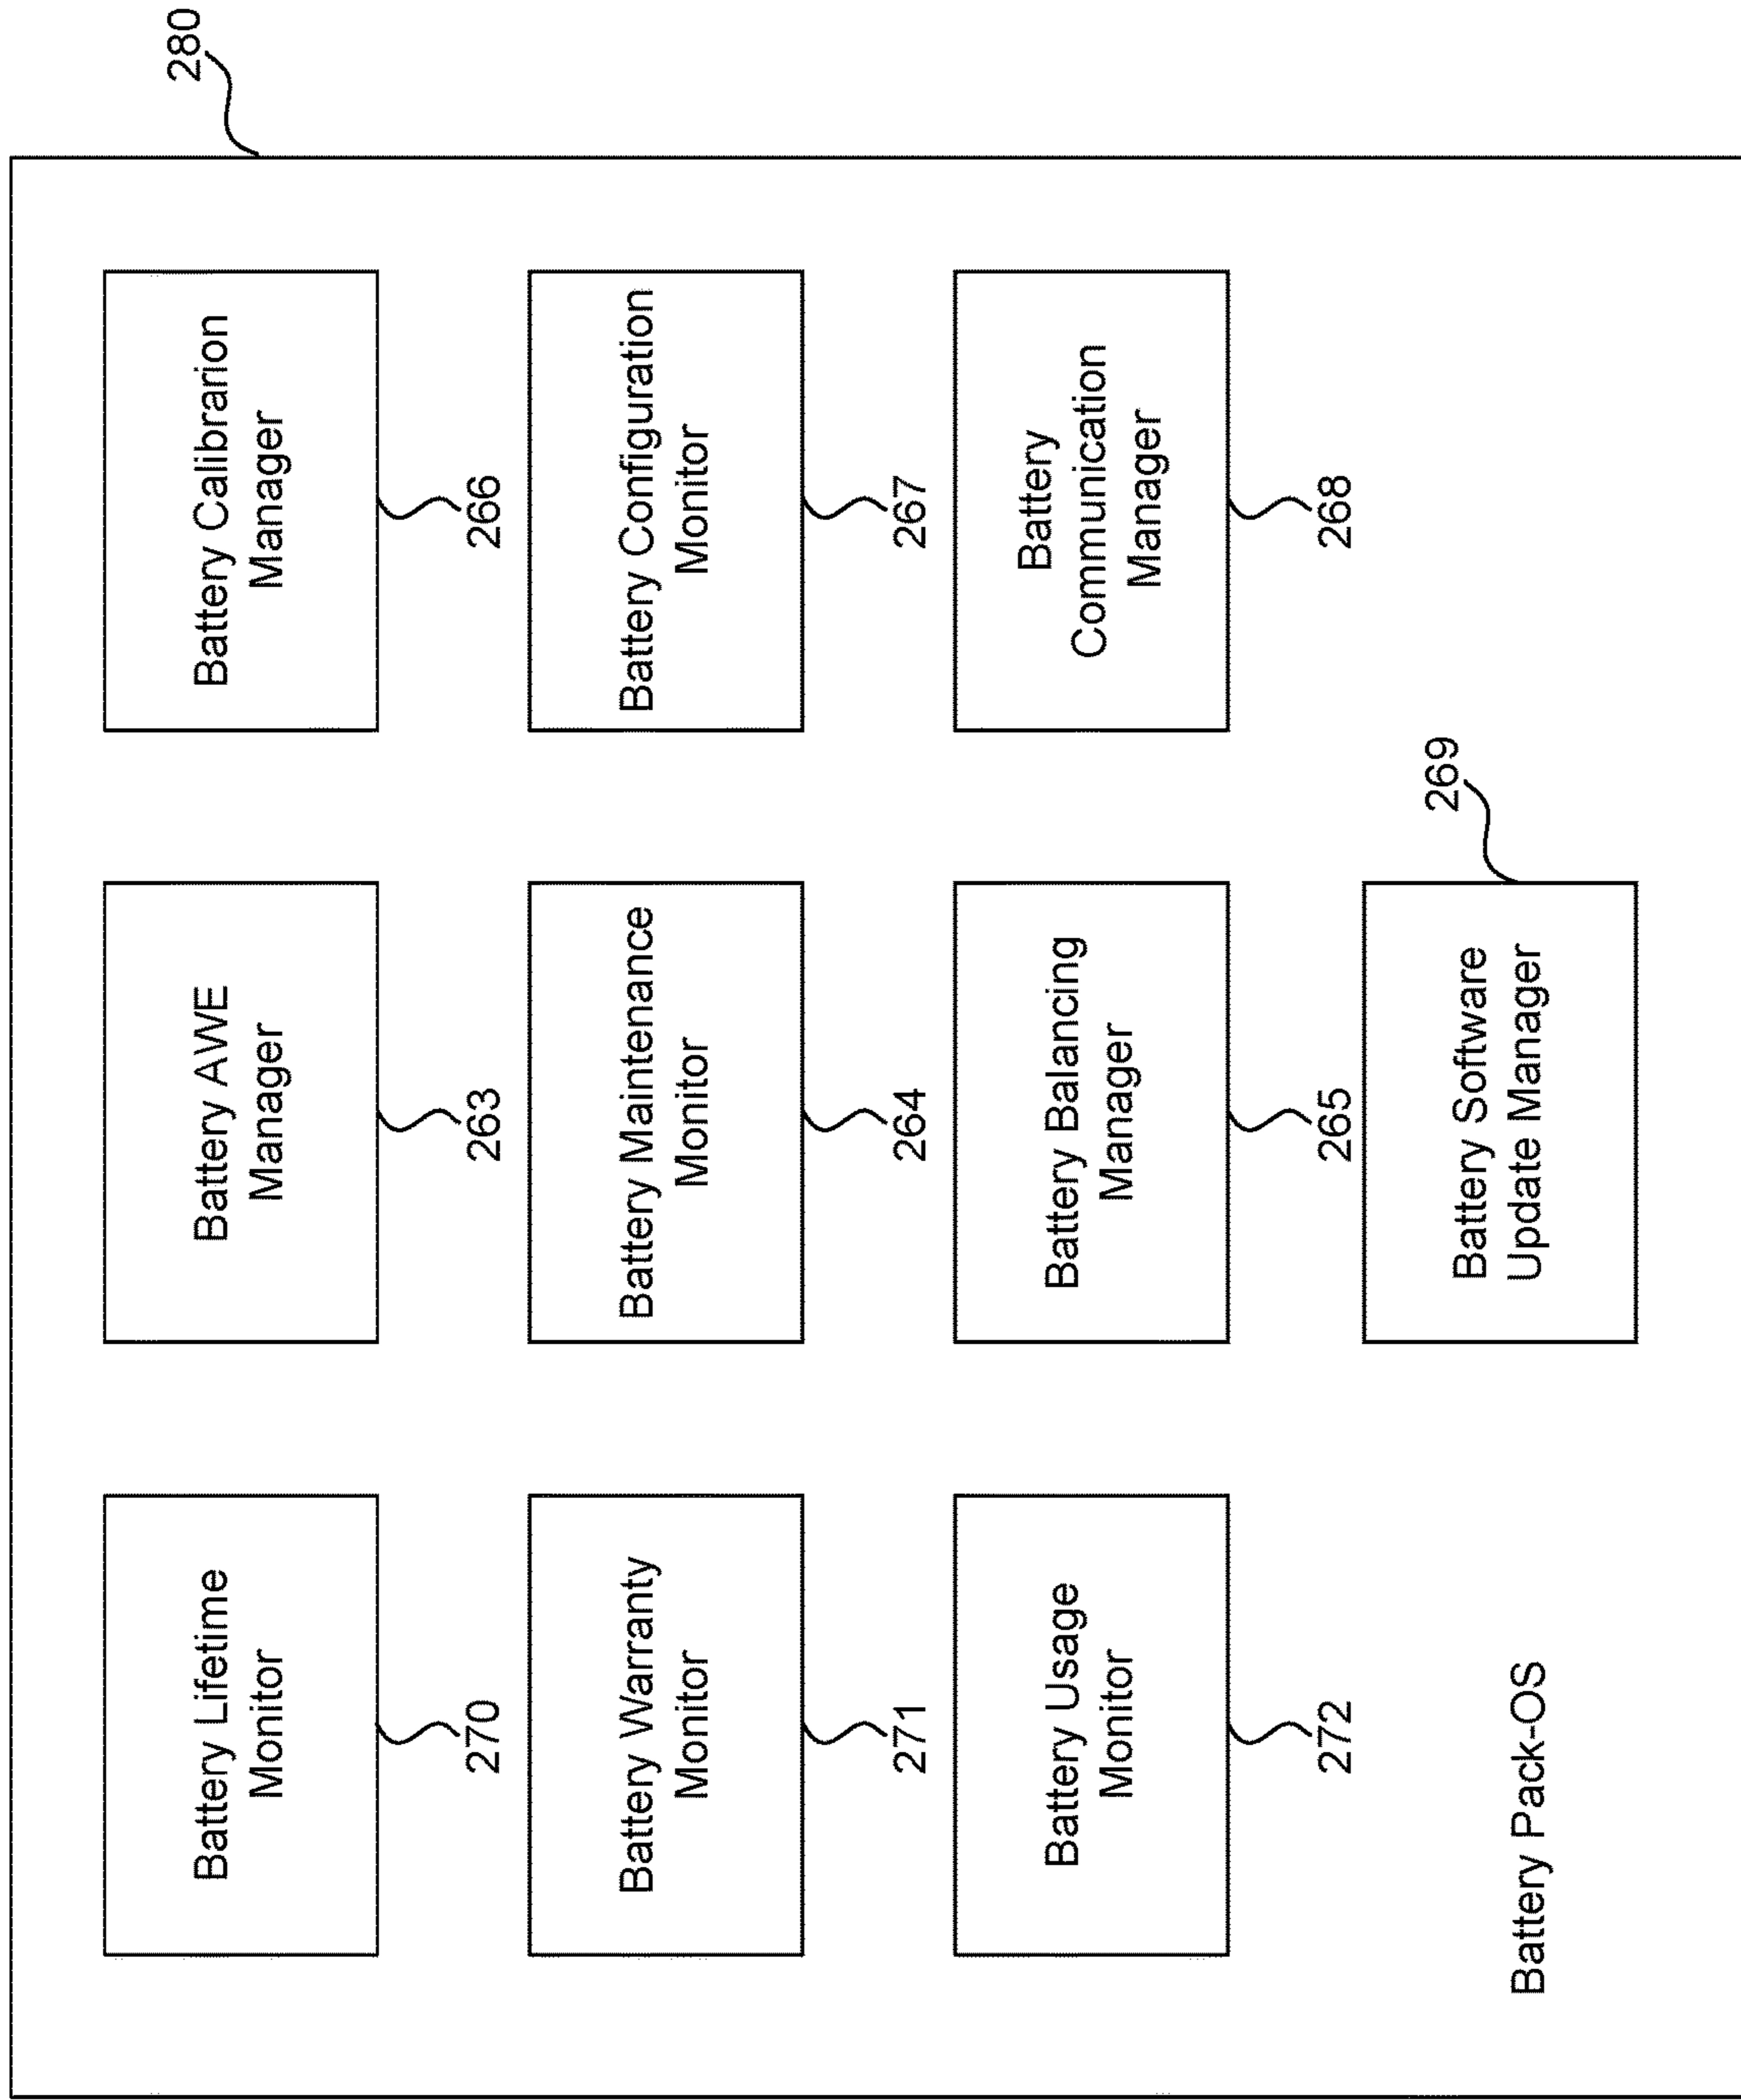 280
Battery Lifetime
Monitor
270
Battery AWE
Manager
263
Battery Calibrarion
Manager
266
Battery Warranty
Monitor
271
Battery Maintenance
Monitor
264
Battery Configuration
Monitor
267
Battery Usage
Monitor
272
Battery Balancing
Manager
265
Battery
Communication
Manager
268
269
Battery Software
Update Manager
Battery Pack-OS